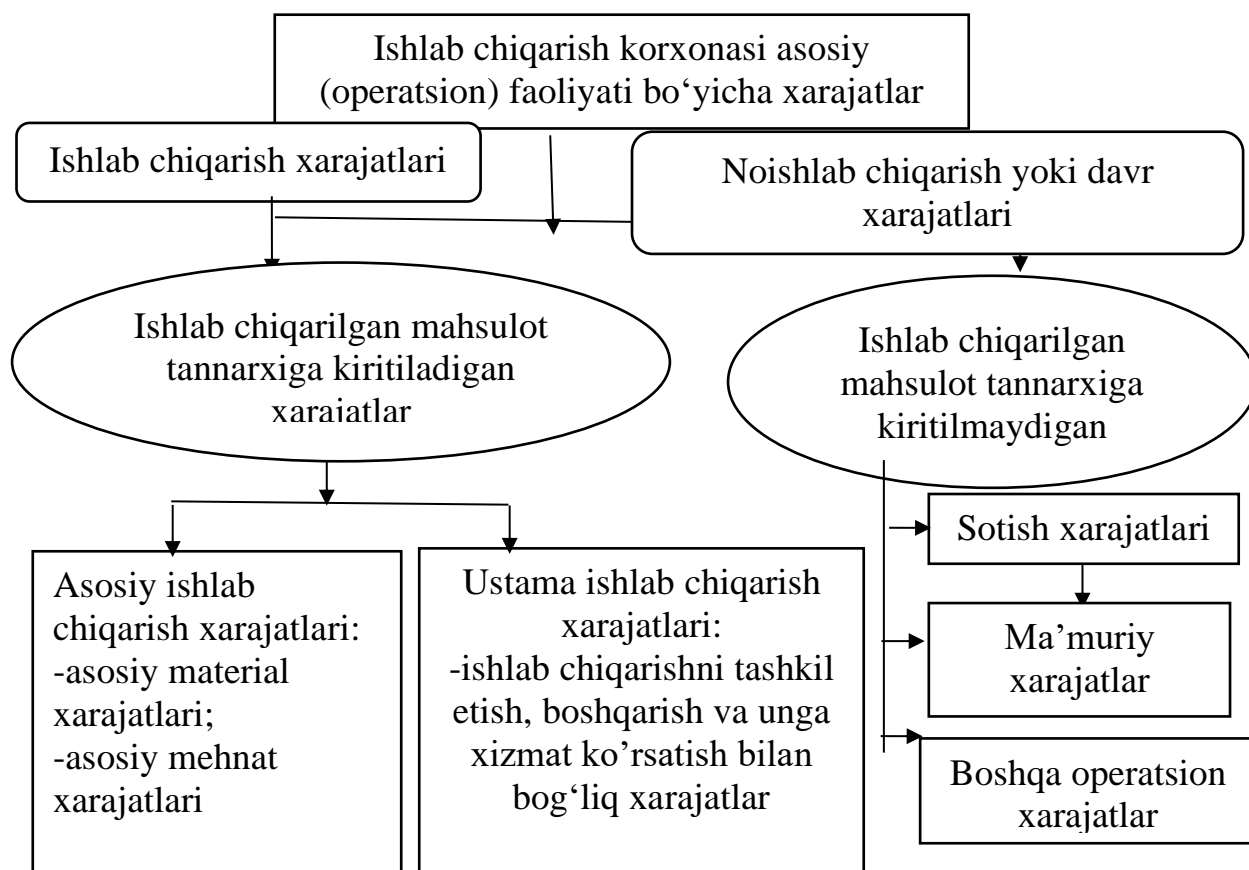 Ishlab chiqarish korxonasi asosiy
(operatsion) faoliyati bo‘yicha xarajatlar
Ishlab chiqarish xarajatlari
Noishlab chiqarish yoki davr
xarajatlari
Ishlab chiqarilgan mahsulot
tannarxiga kiritiladigan
xarajatlar
Ishlab chiqarilgan
mahsulot tannarxiga
kiritilmaydigan
Asosiy ishlab
chiqarish xarajatlari:
-asosiy material
xarajatlari;
-asosiy mehnat
xarajatlari
Ustama ishlab chiqarish
xarajatlari:
-ishlab chiqarishni tashkil
etish, boshqarish va unga
xizmat ko’rsatish bilan
bog‘liq xarajatlar
Sotish xarajatlari
Ma’muriy
xarajatlar
Boshqa operatsion
xarajatlar